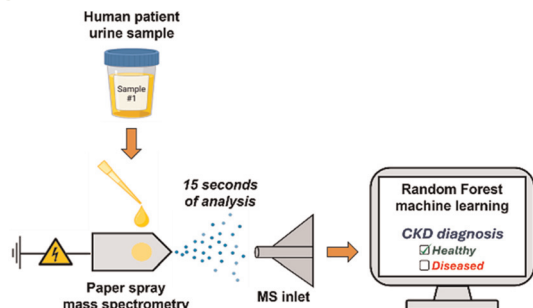 Human patient
urine sample
Sample
#1
15 seconds
of analysis
Paper spray
mass spectrometry
MS inlet
Random Forest
machine learning
CKD diagnosis
☑ Healthy
☐ Diseased